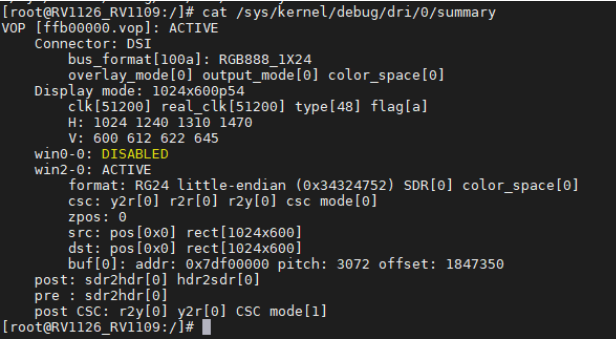 [root@RV1126_RV1109:/]# cat /sys/kernel/debug/dri/0/summary
VOP [ffb00000.vop]: ACTIVE
Connector: DSI
bus_format[100a]: RGB888_1X24
overlay_mode[0] output_mode[0] color_space[0]
Display mode: 1024x600p54
clk[51200] real_clk[51200] type[48] flag[a]
H: 1024 1240 1310 1470
V: 600 612 622 645
win0-0: DISABLED
win2-0: ACTIVE
format: RG24 little-endian (0x34324752) SDR[0] color_space[0]
csc: y2r[0] r2r[0] r2y[0] csc mode[0]
zpos: 0
src: pos[0x0] rect[1024x600]
dst: pos[0x0] rect[1024x600]
buf[0]: addr: 0x7df00000 pitch: 3072 offset: 1847350
post: sdr2hdr[0] hdr2sdr[0]
pre : sdr2hdr[0]
post CSC: r2y[0] y2r[0] CSC mode[1]
[root@RV1126_RV1109:/]#